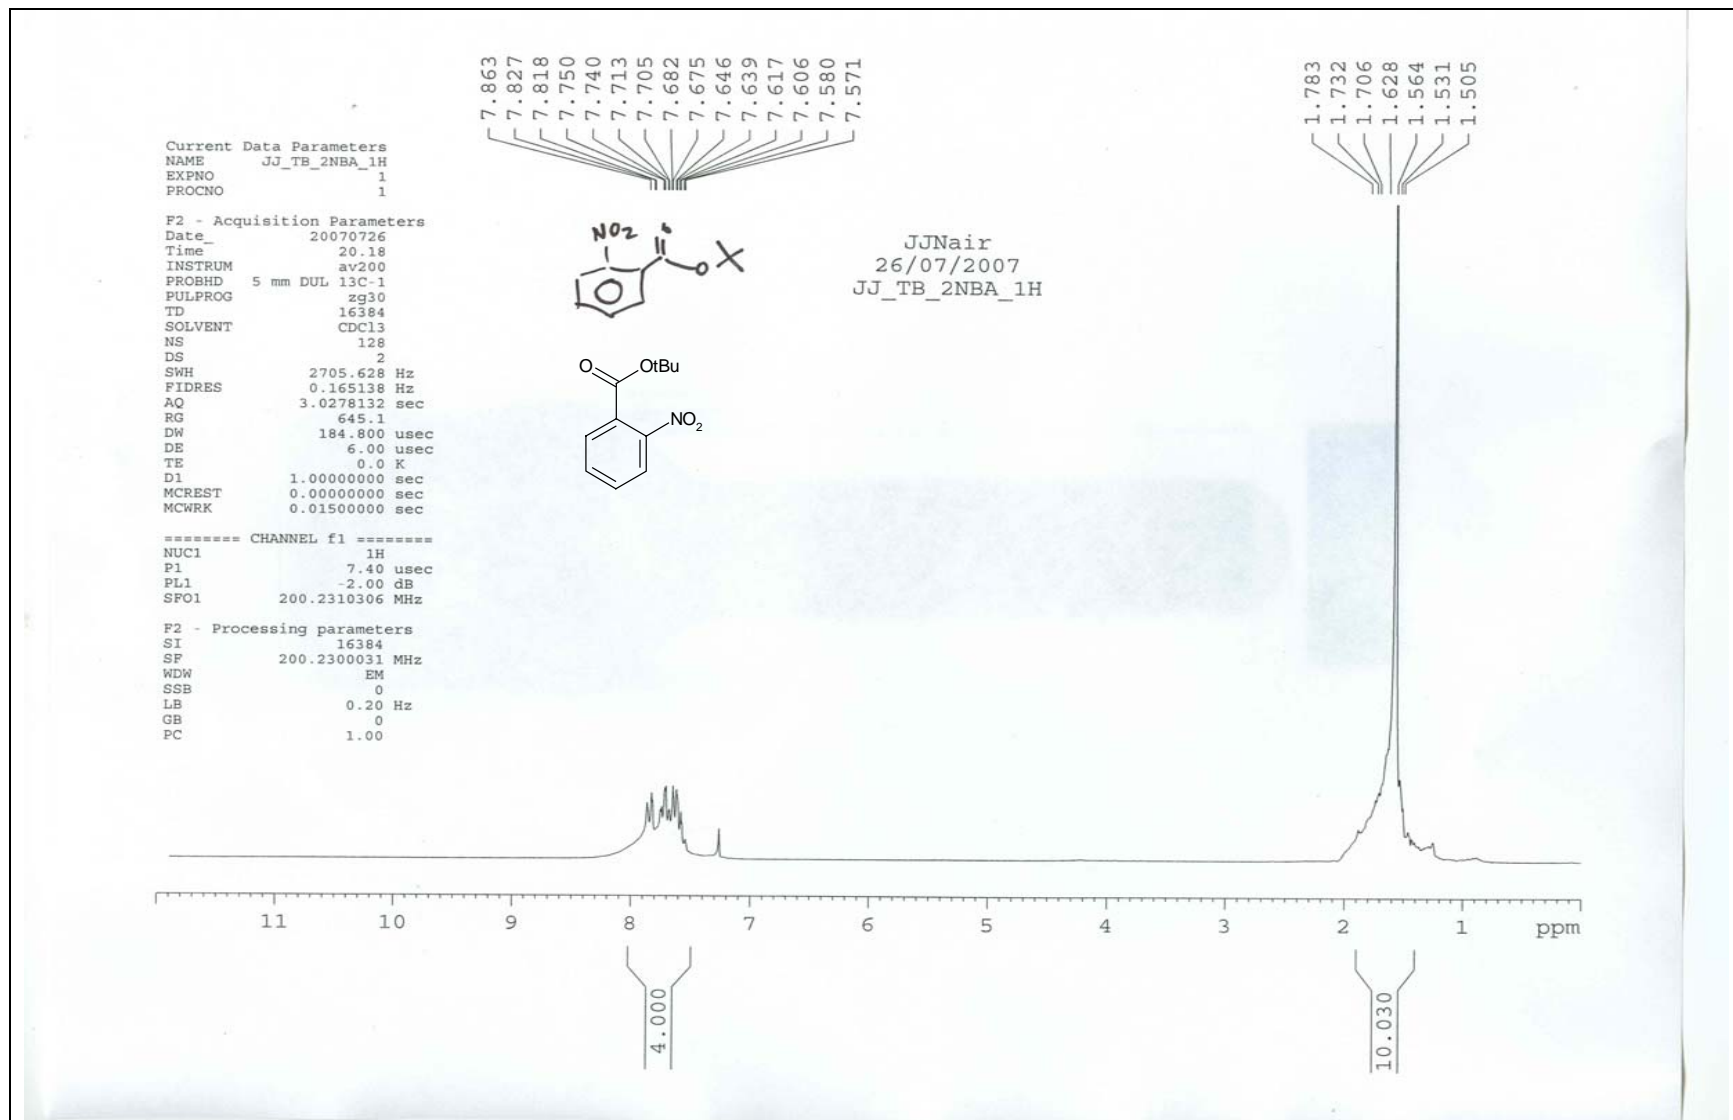 7.863
7.827
7.818
7.750
7.740
7.713
7.705
7.682
7.675
7.646
7.639
7.617
7.606
7.580
7.571
1.783
1.732
1.706
1.628
1.564
1.531
1.505
Current Data Parameters
NAME JJ_TB_2NBA_1H
EXPNO 1
PROCNO 1
F2 - Acquisition Parameters
Date_ 20070726
Time 20.18
INSTRUM av200
PROBHD 5 mm DUL 13C-1
PULPROG zg30
TD 16384
SOLVENT CDCl3
NS 128
DS 2
SWH 2705.628 Hz
FIDRES 0.165138 Hz
AQ 3.0278132 sec
RG 645.1
DW 184.800 usec
DE 6.00 usec
TE 0.0 K
D1 1.00000000 sec
MCREST 0.00000000 sec
MCWRK 0.01500000 sec
======== CHANNEL f1 ========
NUC1 1H
P1 7.40 usec
PL1 -2.00 dB
SFO1 200.2310306 MHz
F2 - Processing parameters
SI 16384
SF 200.2300031 MHz
WDW EM
SSB 0
LB 0.20 Hz
GB 0
PC 1.00
NO2
O
O
JJNair
26/07/2007
JJ_TB_2NBA_1H
O OtBu
NO2
11 10 9 8 7 6 5 4 3 2 1 ppm
4.000
10.030